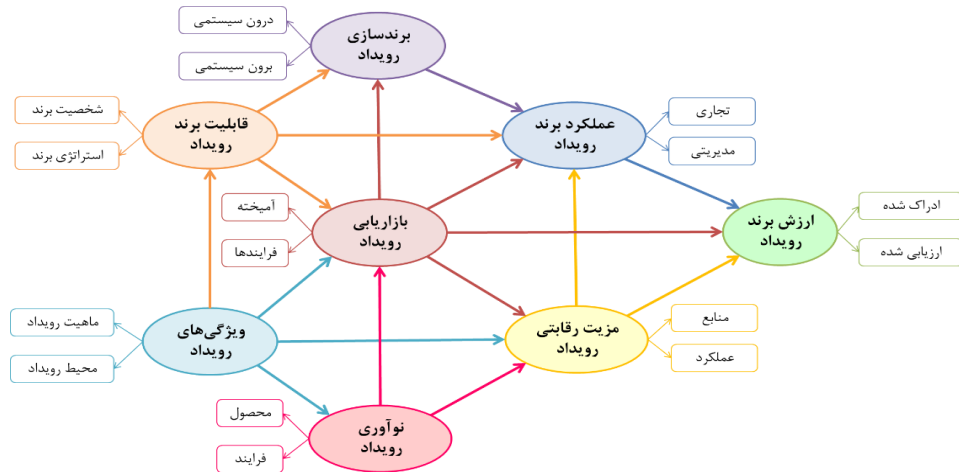 درون سیستمی
برون سیستمی
برندسازی
رویداد
شخصیت برند
استراتژی برند
قابلیت برند
رویداد
عملکرد برند
رویداد
تجاری
مدیریتی
آمیخته
فرایندها
بازاریابی
رویداد
ارزش برند
رویداد
ادراک شده
ارزیابی شده
ماهیت رویداد
محیط رویداد
ویژگی‌های
رویداد
مزیت رقابتی
رویداد
منابع
عملکرد
محصول
فرایند
نوآوری
رویداد